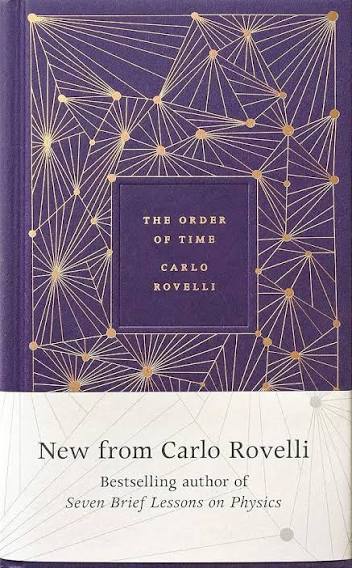 THE ORDER
OF TIME
CARLO
ROVELLI
New from Carlo Rovelli
Bestselling author of
Seven Brief Lessons on Physics